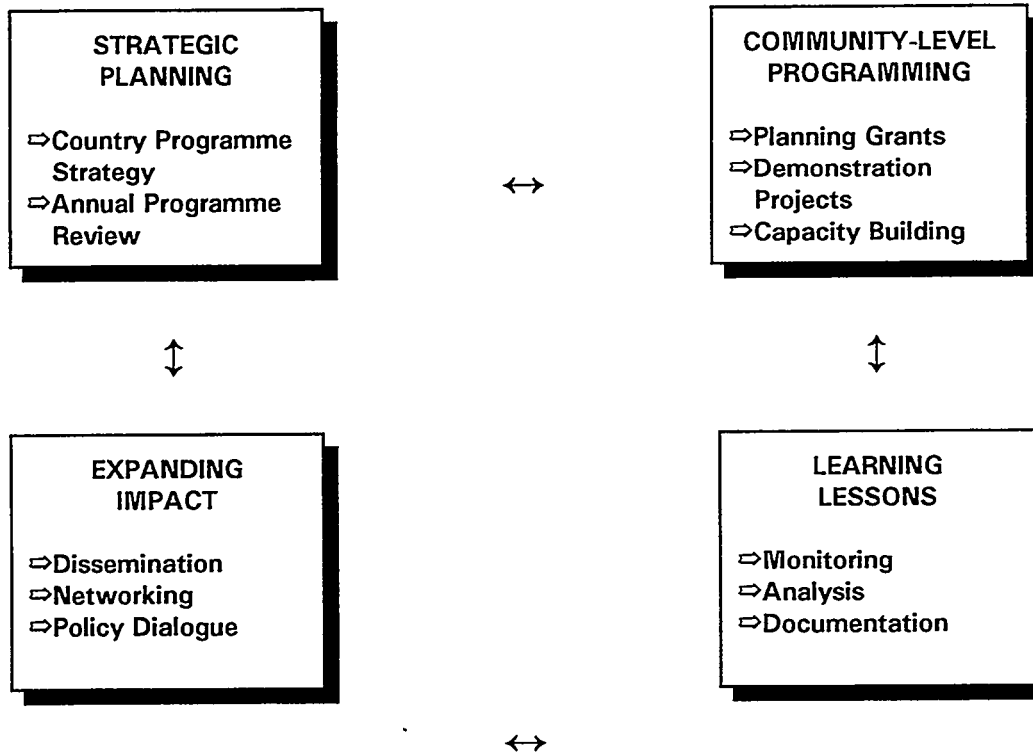 STRATEGIC
PLANNING
⇨Country Programme
Strategy
⇨Annual Programme
Review
↔
COMMUNITY-LEVEL
PROGRAMMING
⇨Planning Grants
⇨Demonstration
Projects
⇨Capacity Building
↕
↕
EXPANDING
IMPACT
⇨Dissemination
⇨Networking
⇨Policy Dialogue
LEARNING
LESSONS
⇨Monitoring
⇨Analysis
⇨Documentation
↔